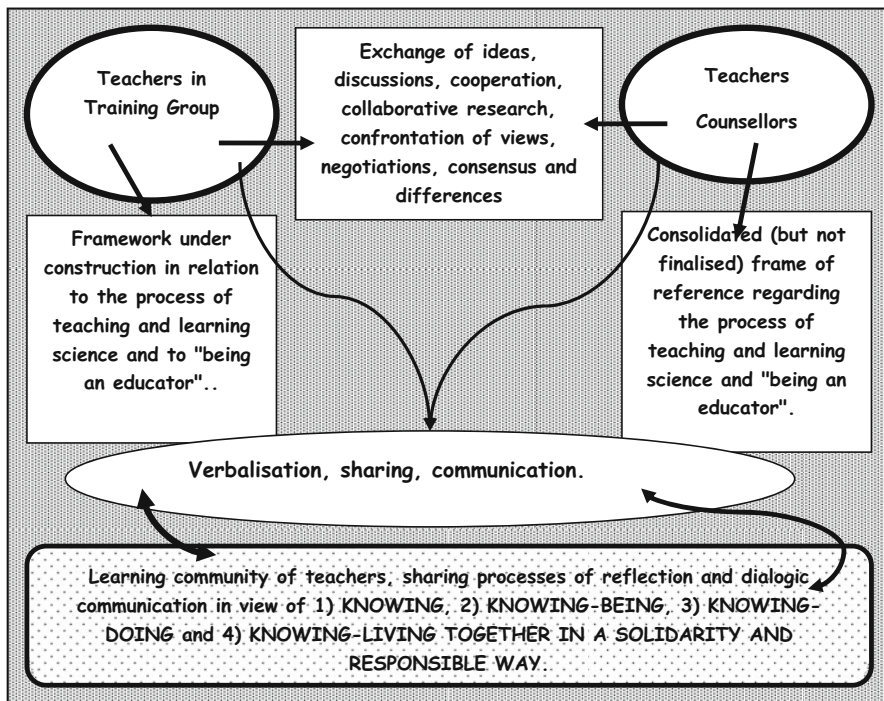 Teachers in
Training Group
Exchange of ideas,
discussions, cooperation,
collaborative research,
confrontation of views,
negotiations, consensus and
differences
Teachers
Counsellors
Framework under
construction in relation
to the process of
teaching and learning
science and to "being
an educator"..
Consolidated (but not
finalised) frame of
reference regarding
the process of
teaching and learning
science and "being an
educator".
Verbalisation, sharing, communication.
Learning community of teachers, sharing processes of reflection and dialogic
communication in view of 1) KNOWING, 2) KNOWING-BEING, 3) KNOWING-
DOING and 4) KNOWING-LIVING TOGETHER IN A SOLIDARITY AND
RESPONSIBLE WAY.